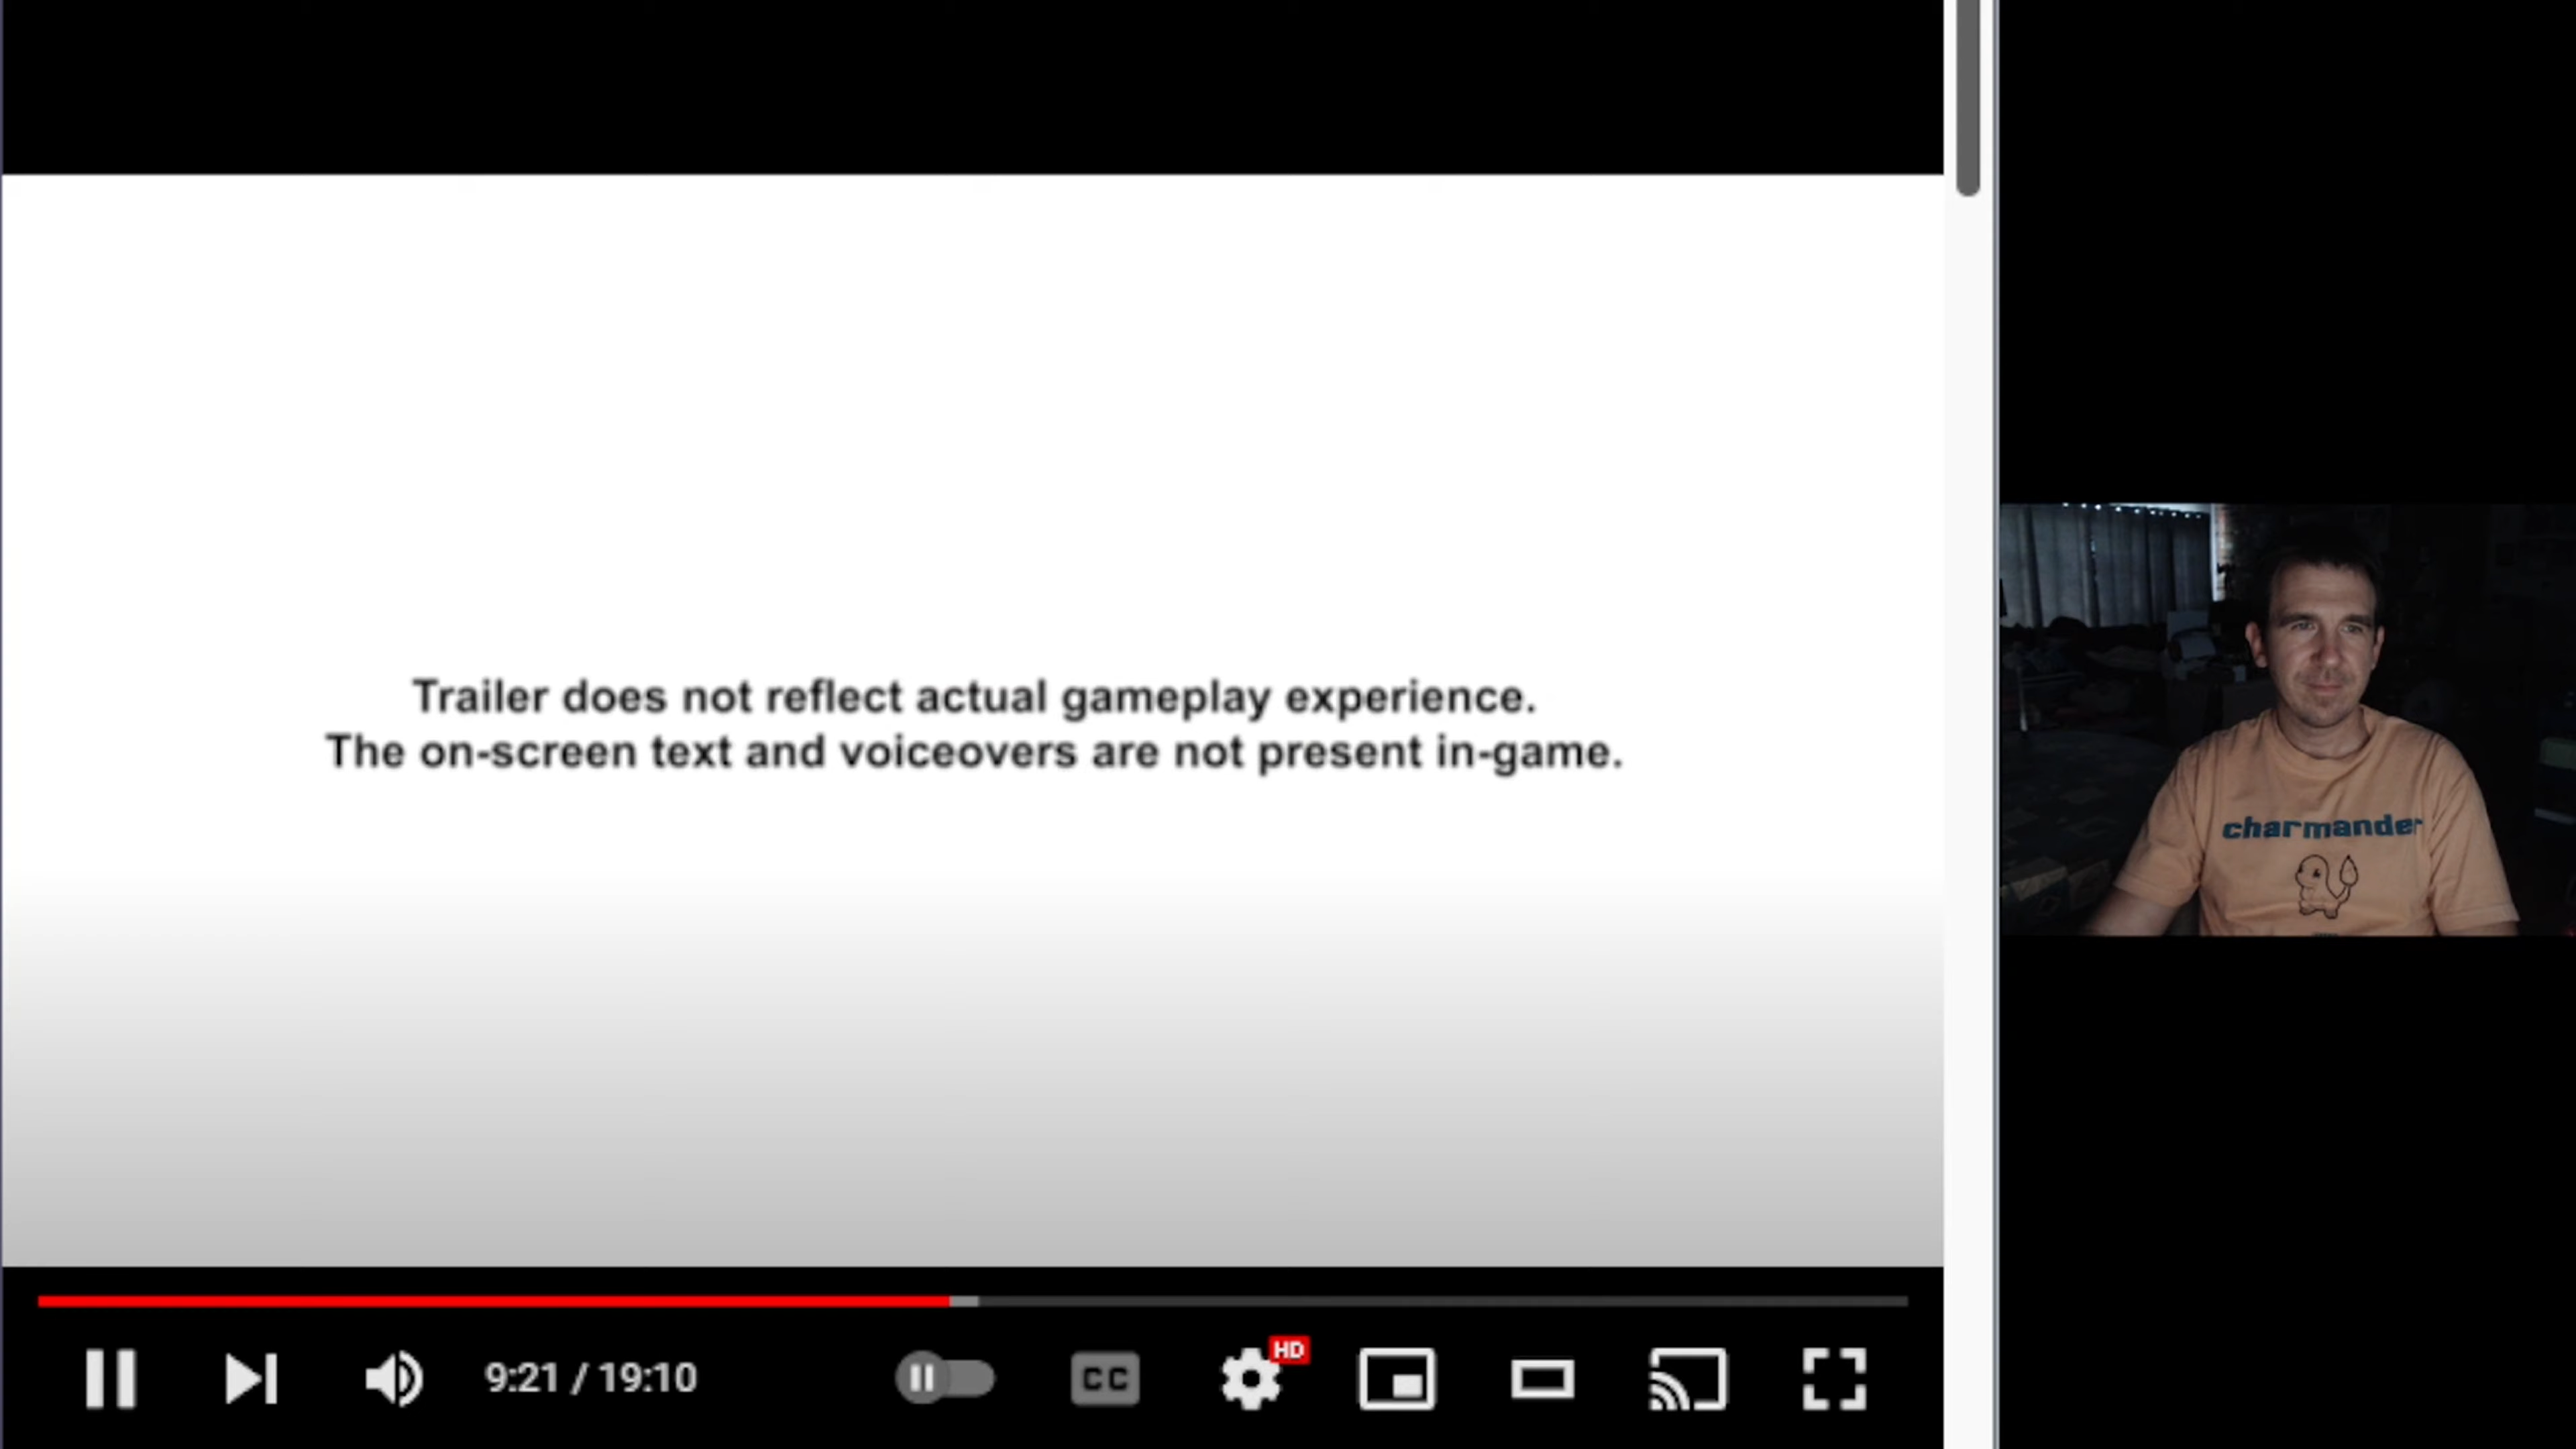 Trailer does not reflect actual gameplay experience.
The on-screen text and voiceovers are not present in-game.
charmander
HD
9:21 / 19:10
CC